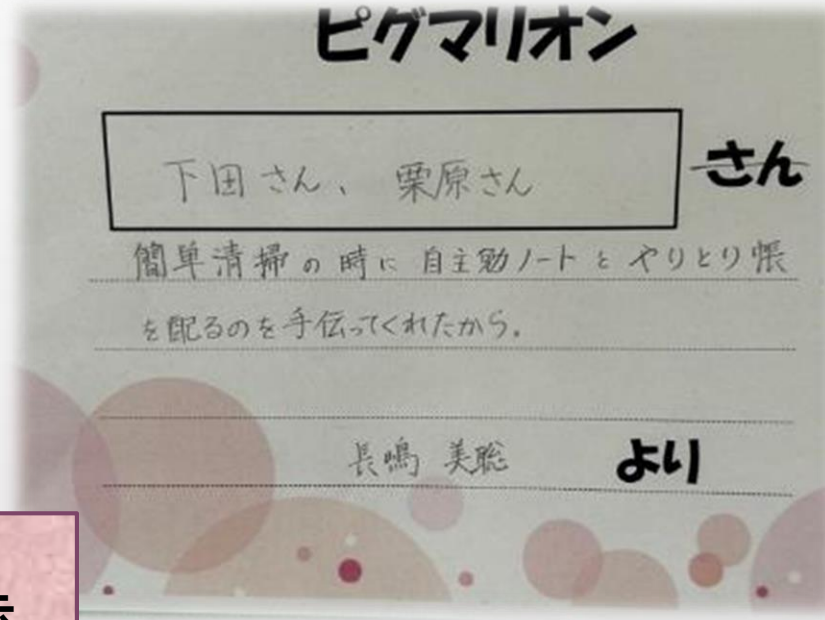 ピグマリオン
下田さん、栗原さん
さん
簡単清掃の時に自主勉ノートとやりとり帳
を配るのを手伝ってくれたから。
長嶋 美聡
より